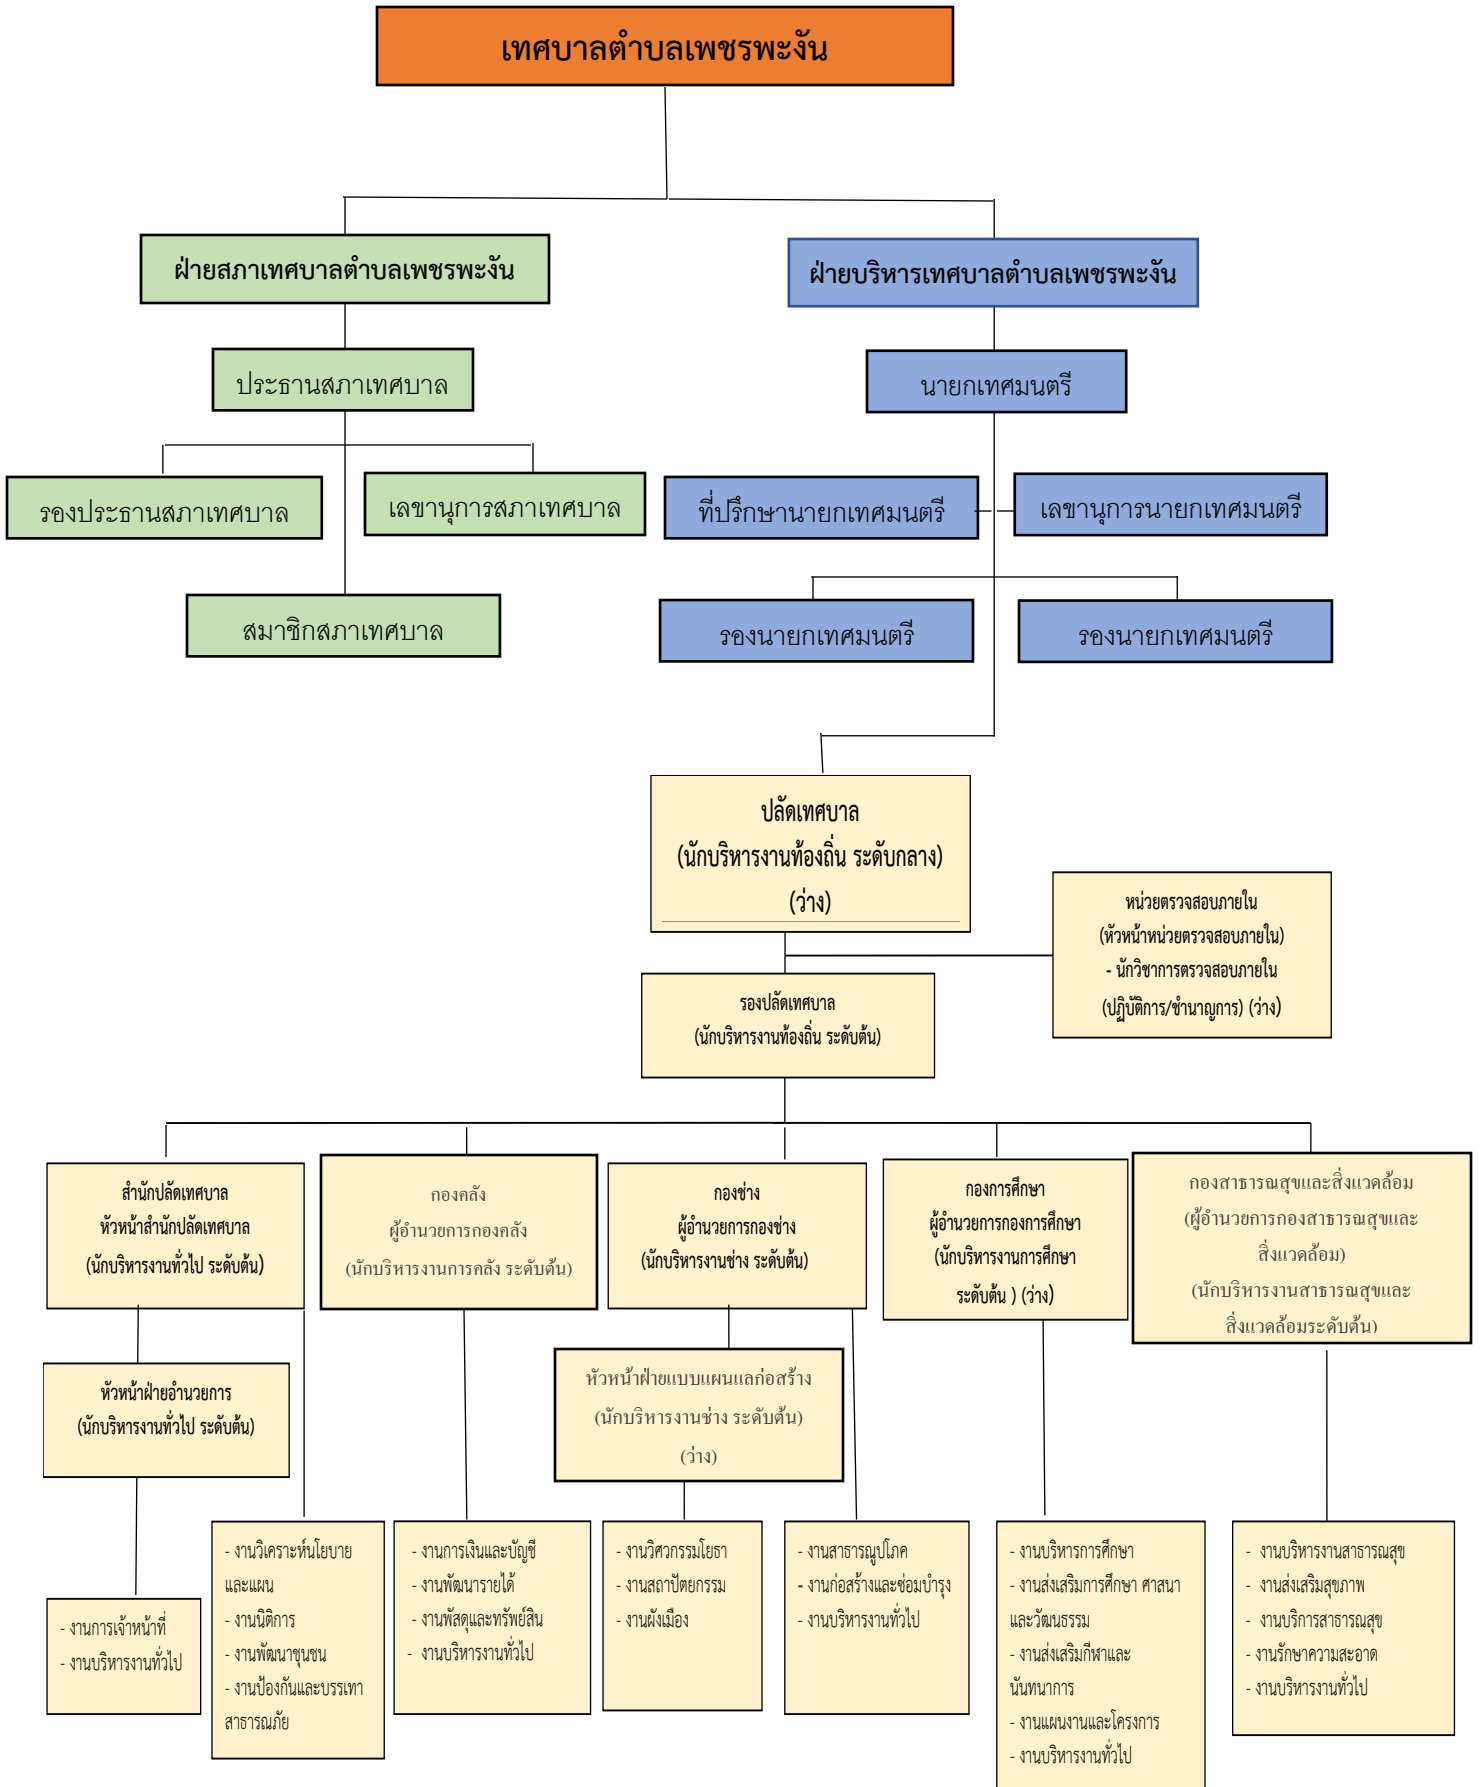 เทศบาลตำบลเพชรพะงัน
ฝ่ายสภาเทศบาลตำบลเพชรพะงัน
ฝ่ายบริหารเทศบาลตำบลเพชรพะงัน
ประธานสภาเทศบาล
นายกเทศมนตรี
รองประธานสภาเทศบาล
เลขานุการสภาเทศบาล
ที่ปรึกษานายกเทศมนตรี
เลขานุการนายกเทศมนตรี
สมาชิกสภาเทศบาล
รองนายกเทศมนตรี
รองนายกเทศมนตรี
ปลัดเทศบาล
(นักบริหารงานท้องถิ่น ระดับกลาง)
(ว่าง)
หน่วยตรวจสอบภายใน
(หัวหน้าหน่วยตรวจสอบภายใน)
- นักวิชาการตรวจสอบภายใน
(ปฏิบัติการ/ชำนาญการ) (ว่าง)
รองปลัดเทศบาล
(นักบริหารงานท้องถิ่น ระดับต้น)
สำนักปลัดเทศบาล
หัวหน้าสำนักปลัดเทศบาล
(นักบริหารงานทั่วไป ระดับต้น)
กองคลัง
ผู้อำนวยการกองคลัง
(นักบริหารงานการคลัง ระดับต้น)
กองช่าง
ผู้อำนวยการกองช่าง
(นักบริหารงานช่าง ระดับต้น)
กองการศึกษา
ผู้อำนวยการกองการศึกษา
(นักบริหารงานการศึกษา
ระดับต้น ) (ว่าง)
กองสาธารณสุขและสิ่งแวดล้อม
(ผู้อำนวยการกองสาธารณสุขและ
สิ่งแวดล้อม)
(นักบริหารงานสาธารณสุขและ
สิ่งแวดล้อมระดับต้น)
หัวหน้าฝ่ายอำนวยการ
(นักบริหารงานทั่วไป ระดับต้น)
หัวหน้าฝ่ายแบบแผนแลก่อสร้าง
(นักบริหารงานช่าง ระดับต้น)
(ว่าง)
- งานการเจ้าหน้าที่
- งานบริหารงานทั่วไป
- งานวิเคราะห์นโยบาย
และแผน
- งานนิติการ
- งานพัฒนาชุมชน
- งานป้องกันและบรรเทา
สาธารณภัย
- งานการเงินและบัญชี
- งานพัฒนารายได้
- งานพัสดุและทรัพย์สิน
- งานบริหารงานทั่วไป
- งานวิศวกรรมโยธา
- งานสถาปัตยกรรม
- งานผังเมือง
- งานสาธารณูปโภค
- งานก่อสร้างและซ่อมบำรุง
- งานบริหารงานทั่วไป
- งานบริหารการศึกษา
- งานส่งเสริมการศึกษา ศาสนา
และวัฒนธรรม
- งานส่งเสริมกีฬาและ
นันทนาการ
- งานแผนงานและโครงการ
- งานบริหารงานทั่วไป
- งานบริหารงานสาธารณสุข
- งานส่งเสริมสุขภาพ
- งานบริการสาธารณสุข
- งานรักษาความสะอาด
- งานบริหารงานทั่วไป